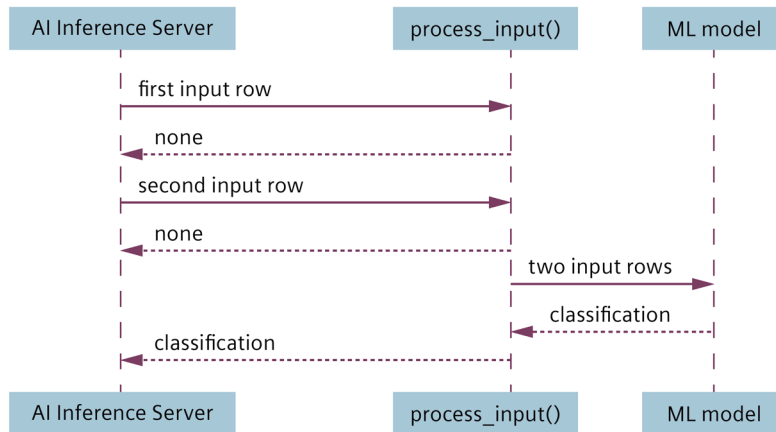 AI Inference Server
process_input()
ML model
first input row
none
second input row
none
two input rows
classification
classification
AI Inference Server
process_input()
ML model